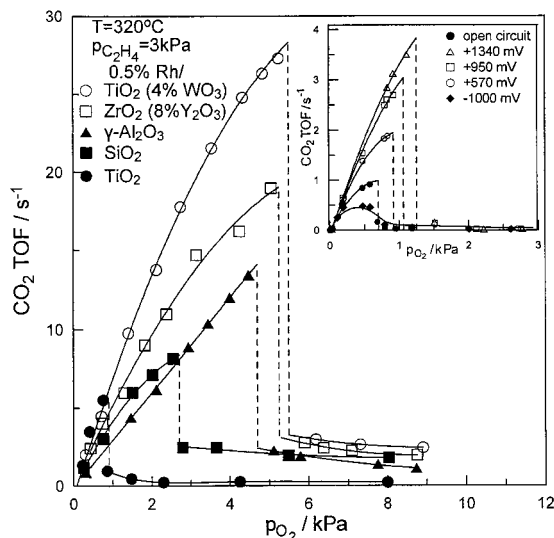 T=320°C
p_C2H4=3kPa
0.5% Rh/
TiO2 (4% WO3)
ZrO2 (8%Y2O3)
γ-Al2O3
SiO2
TiO2
CO2 TOF / s^-1
30
20
10
0
0 2 4 6 8 10 12
pO2 / kPa
open circuit
+1340 mV
+950 mV
+570 mV
-1000 mV
CO2 TOF / s^-1
5
4
3
2
1
0
0 1 2 3
pO2 / kPa